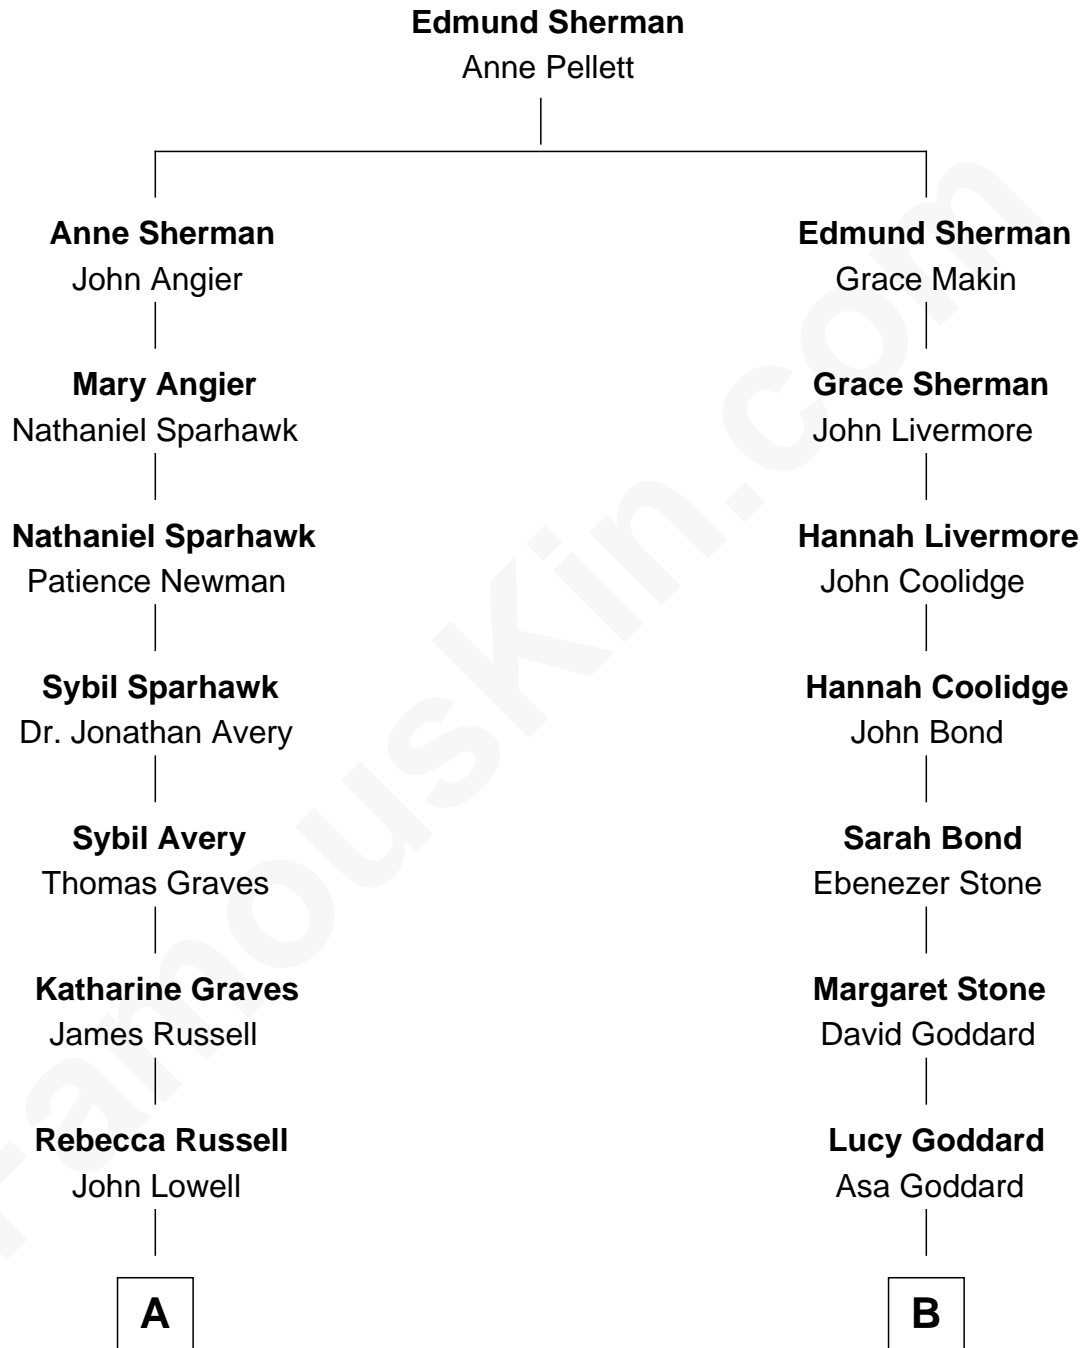 Edmund Sherman
Anne Pellett
Anne Sherman
John Angier
Mary Angier
Nathaniel Sparhawk
Nathaniel Sparhawk
Patience Newman
Sybil Sparhawk
Dr. Jonathan Avery
Sybil Avery
Thomas Graves
Katharine Graves
James Russell
Rebecca Russell
John Lowell
A
Edmund Sherman
Grace Makin
Grace Sherman
John Livermore
Hannah Livermore
John Coolidge
Hannah Coolidge
John Bond
Sarah Bond
Ebenezer Stone
Margaret Stone
David Goddard
Lucy Goddard
Asa Goddard
B
FamousKin.com